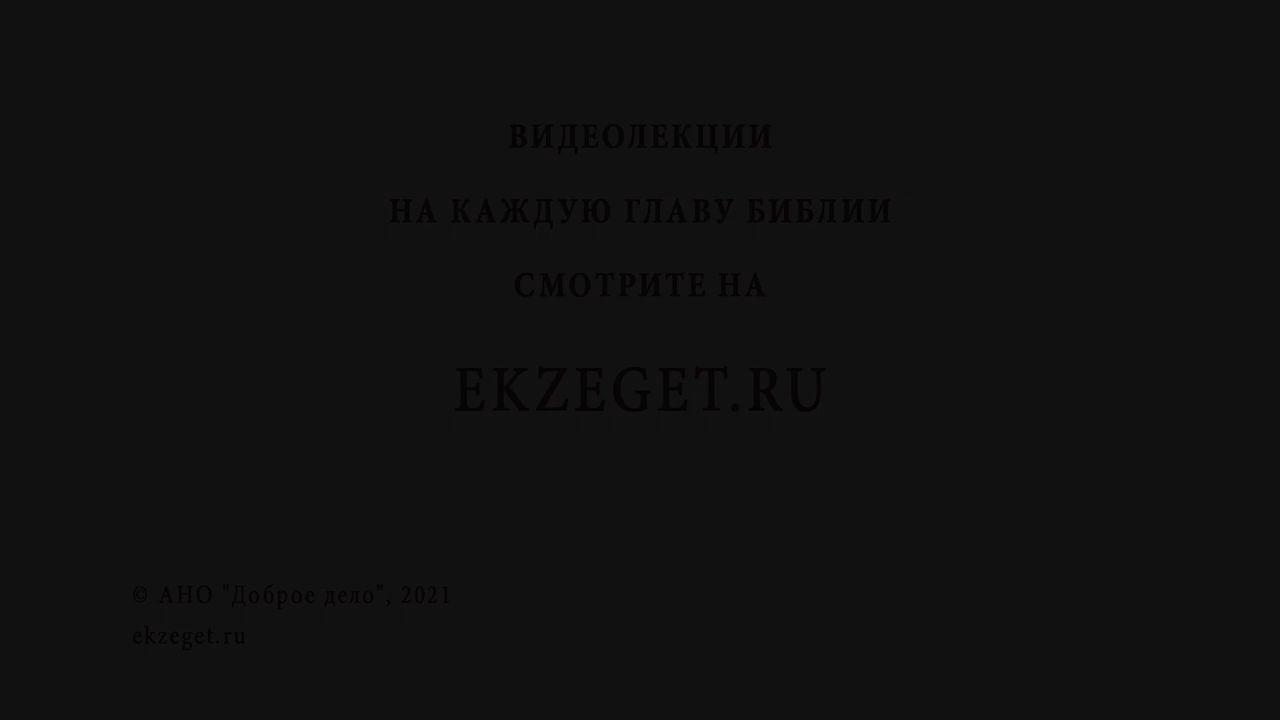 ВИДЕОЛЕКЦИИ
НА КАЖДУЮ ГЛАВУ БИБЛИИ
СМОТРИТЕ НА
EKZEGET.RU
© АНО "Доброе дело", 2021
ekzeget.ru